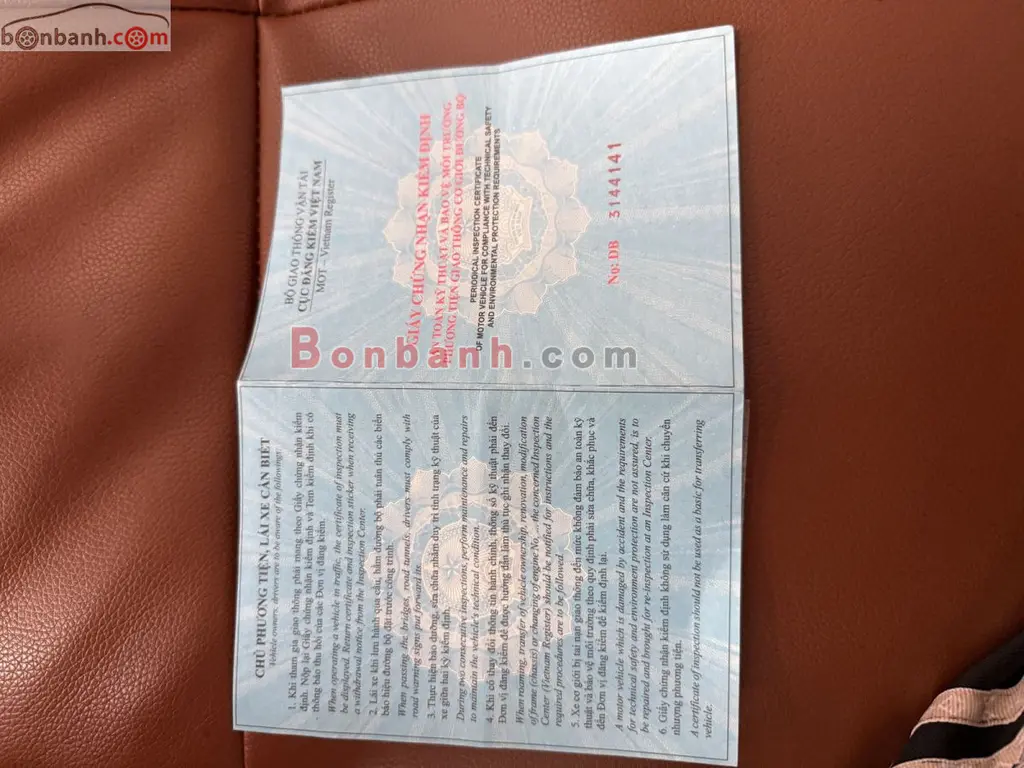 bonbanh.com
BỘ GIAO THÔNG VẬN TẢI
CỤC ĐĂNG KIỂM VIỆT NAM
MOT - Vietnam Register
GIẤY CHỨNG NHẬN KIỂM ĐỊNH
AN TOÀN KỸ THUẬT VÀ BẢO VỆ MÔI TRƯỜNG
PHƯƠNG TIỆN GIAO THÔNG CƠ GIỚI ĐƯỜNG BỘ
PERIODICAL INSPECTION CERTIFICATE
OF MOTOR VEHICLE FOR COMPLIANCE WITH TECHNICAL SAFETY
AND ENVIRONMENTAL PROTECTION REQUIREMENTS
No: DB 3144141
Bonbanh.com
CHỦ PHƯƠNG TIỆN, LÁI XE CẦN BIẾT
Vehicle owners, drivers are to be aware of the followings:
1. Khi tham gia giao thông phải mang theo Giấy chứng nhận kiểm
định. Nộp lại Giấy chứng nhận kiểm định và Tem kiểm định khi có
thông báo thu hồi của các Đơn vị đăng kiểm.
When operating a vehicle in traffic, the certificate of inspection must
be displayed. Return certificate and inspection sticker when receiving
a withdrawal notice from the Inspection Center.
2. Lái xe khi lưu hành qua cầu, hầm đường bộ phải tuân thủ các biển
báo hiệu đường bộ đặt trước công trình.
When passing the bridges, road tunnels, drivers must comply with
road warning signs put forward its.
3. Thực hiện bảo dưỡng, sửa chữa nhằm duy trì tình trạng kỹ thuật của
xe giữa hai kỳ kiểm định.
During two consecutive inspections, perform maintenance and repairs
to maintain the vehicle's technical condition.
4. Khi có thay đổi thông tin hành chính, thông số kỹ thuật phải đến
Đơn vị đăng kiểm để được hướng dẫn làm thủ tục ghi nhận thay đổi.
When roaming, transfer of vehicle ownership, renovation, modification
of frame (chassis) or changing of engine No., the concerned Inspection
Center (Vietnam Register) should be notified for instructions and the
required procedures are to be followed.
5. Xe cơ giới bị tai nạn giao thông đến mức không đảm bảo an toàn kỹ
thuật và bảo vệ môi trường theo quy định phải sửa chữa, khắc phục và
đến Đơn vị đăng kiểm để kiểm định lại.
A motor vehicle which is damaged by accident and the requirements
for technical safety and environment protection are not assured, is to
be repaired and brought for re-inspection at an Inspection Center.
6. Giấy chứng nhận kiểm định không sử dụng làm căn cứ khi chuyển
nhượng phương tiện.
A certificate of inspection should not be used as a basic for transferring
vehicle.